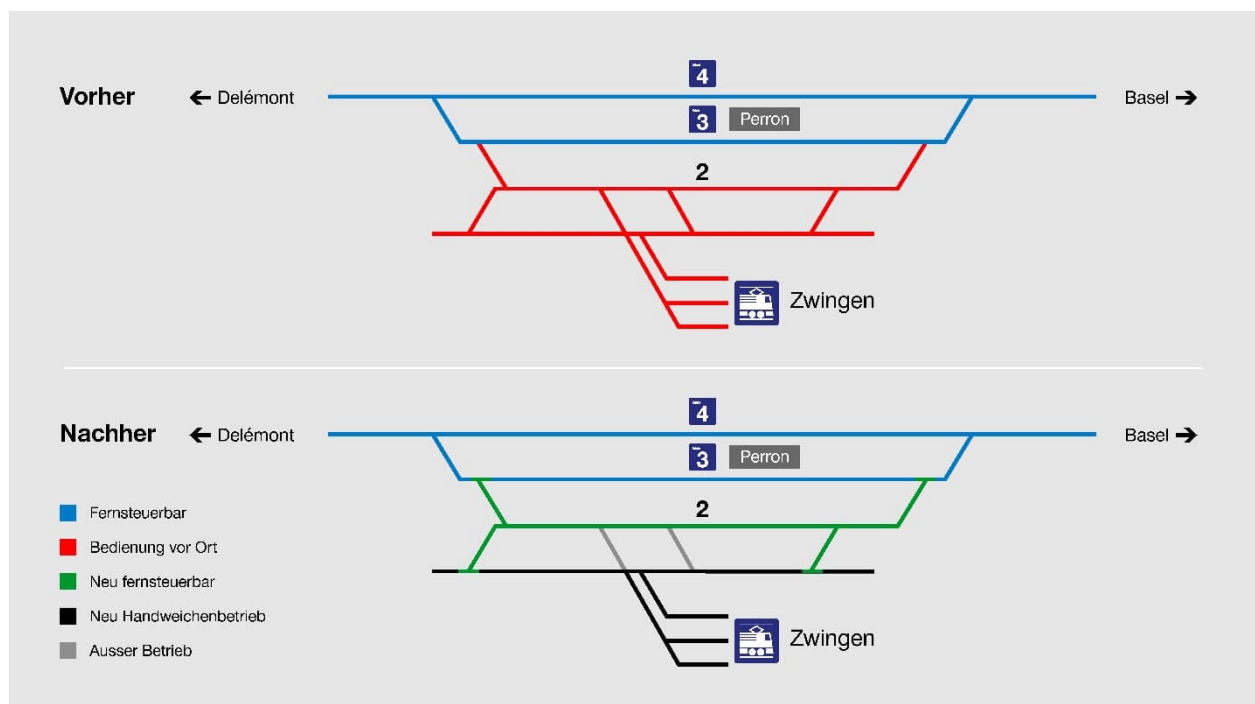 4
Vorher
← Delémont
Basel →
3
Perron
2
Zwingen
4
Nachher
← Delémont
Basel →
3
Perron
2
Fernsteuerbar
Bedienung vor Ort
Neu fernsteuerbar
Neu Handweichenbetrieb
Ausser Betrieb
Zwingen